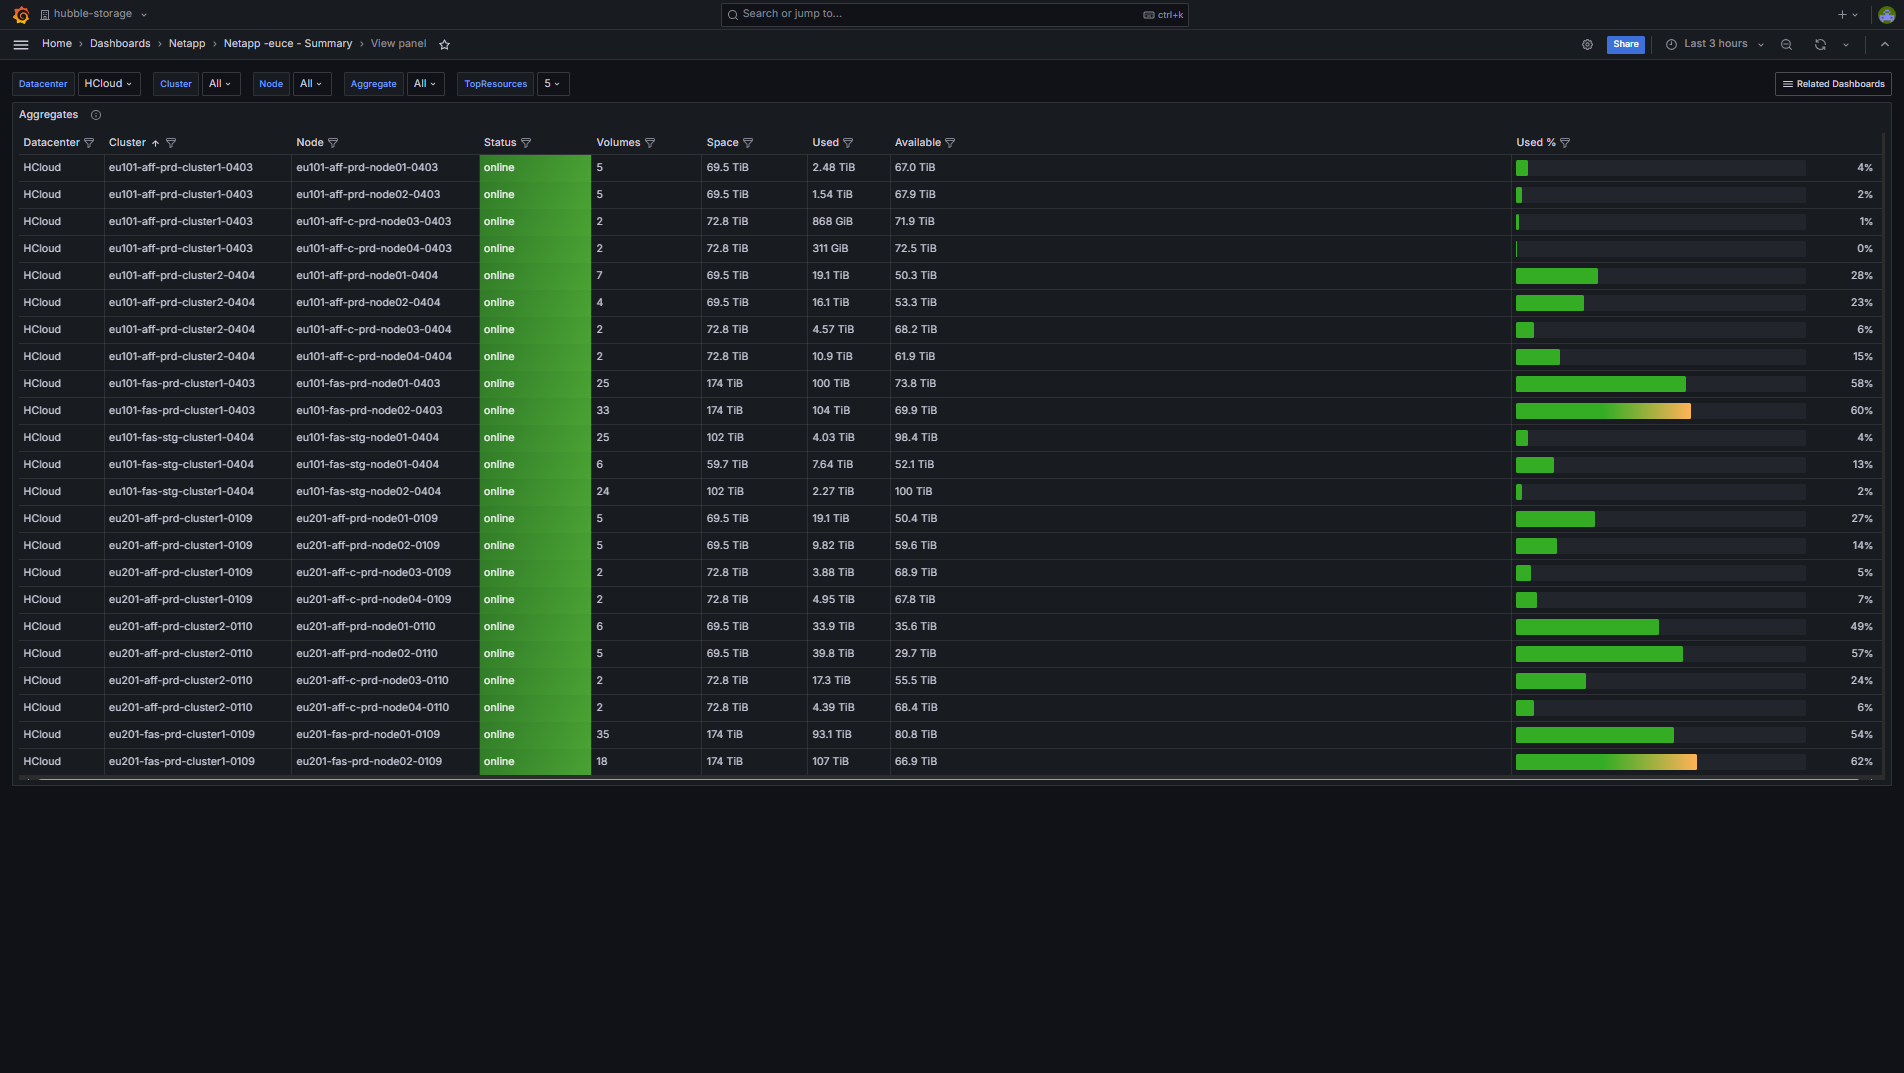 hubble-storage
Search or jump to... ctrl+k
Home › Dashboards › Netapp › Netapp -euce - Summary › View panel Share Last 3 hours
Datacenter HCloud Cluster All Node All Aggregate All TopResources 5 Related Dashboards
Aggregates
Datacenter Cluster Node Status Volumes Space Used Available Used %
HCloud eu101-aff-prd-cluster1-0403 eu101-aff-prd-node01-0403 online 5 69.5 TiB 2.48 TiB 67.0 TiB 4%
HCloud eu101-aff-prd-cluster1-0403 eu101-aff-prd-node02-0403 online 5 69.5 TiB 1.54 TiB 67.9 TiB 2%
HCloud eu101-aff-prd-cluster1-0403 eu101-aff-c-prd-node03-0403 online 2 72.8 TiB 868 GiB 71.9 TiB 1%
HCloud eu101-aff-prd-cluster1-0403 eu101-aff-c-prd-node04-0403 online 2 72.8 TiB 311 GiB 72.5 TiB 0%
HCloud eu101-aff-prd-cluster2-0404 eu101-aff-prd-node01-0404 online 7 69.5 TiB 19.1 TiB 50.3 TiB 28%
HCloud eu101-aff-prd-cluster2-0404 eu101-aff-prd-node02-0404 online 4 69.5 TiB 16.1 TiB 53.3 TiB 23%
HCloud eu101-aff-prd-cluster2-0404 eu101-aff-c-prd-node03-0404 online 2 72.8 TiB 4.57 TiB 68.2 TiB 6%
HCloud eu101-aff-prd-cluster2-0404 eu101-aff-c-prd-node04-0404 online 2 72.8 TiB 10.9 TiB 61.9 TiB 15%
HCloud eu101-fas-prd-cluster1-0403 eu101-fas-prd-node01-0403 online 25 174 TiB 100 TiB 73.8 TiB 58%
HCloud eu101-fas-prd-cluster1-0403 eu101-fas-prd-node02-0403 online 33 174 TiB 104 TiB 69.9 TiB 60%
HCloud eu101-fas-stg-cluster1-0404 eu101-fas-stg-node01-0404 online 25 102 TiB 4.03 TiB 98.4 TiB 4%
HCloud eu101-fas-stg-cluster1-0404 eu101-fas-stg-node01-0404 online 6 59.7 TiB 7.64 TiB 52.1 TiB 13%
HCloud eu101-fas-stg-cluster1-0404 eu101-fas-stg-node02-0404 online 24 102 TiB 2.27 TiB 100 TiB 2%
HCloud eu201-aff-prd-cluster1-0109 eu201-aff-prd-node01-0109 online 5 69.5 TiB 19.1 TiB 50.4 TiB 27%
HCloud eu201-aff-prd-cluster1-0109 eu201-aff-prd-node02-0109 online 5 69.5 TiB 9.82 TiB 59.6 TiB 14%
HCloud eu201-aff-prd-cluster1-0109 eu201-aff-c-prd-node03-0109 online 2 72.8 TiB 3.88 TiB 68.9 TiB 5%
HCloud eu201-aff-prd-cluster1-0109 eu201-aff-c-prd-node04-0109 online 2 72.8 TiB 4.95 TiB 67.8 TiB 7%
HCloud eu201-aff-prd-cluster2-0110 eu201-aff-prd-node01-0110 online 6 69.5 TiB 33.9 TiB 35.6 TiB 49%
HCloud eu201-aff-prd-cluster2-0110 eu201-aff-prd-node02-0110 online 5 69.5 TiB 39.8 TiB 29.7 TiB 57%
HCloud eu201-aff-prd-cluster2-0110 eu201-aff-c-prd-node03-0110 online 2 72.8 TiB 17.3 TiB 55.5 TiB 24%
HCloud eu201-aff-prd-cluster2-0110 eu201-aff-c-prd-node04-0110 online 2 72.8 TiB 4.39 TiB 68.4 TiB 6%
HCloud eu201-fas-prd-cluster1-0109 eu201-fas-prd-node01-0109 online 35 174 TiB 93.1 TiB 80.8 TiB 54%
HCloud eu201-fas-prd-cluster1-0109 eu201-fas-prd-node02-0109 online 18 174 TiB 107 TiB 66.9 TiB 62%